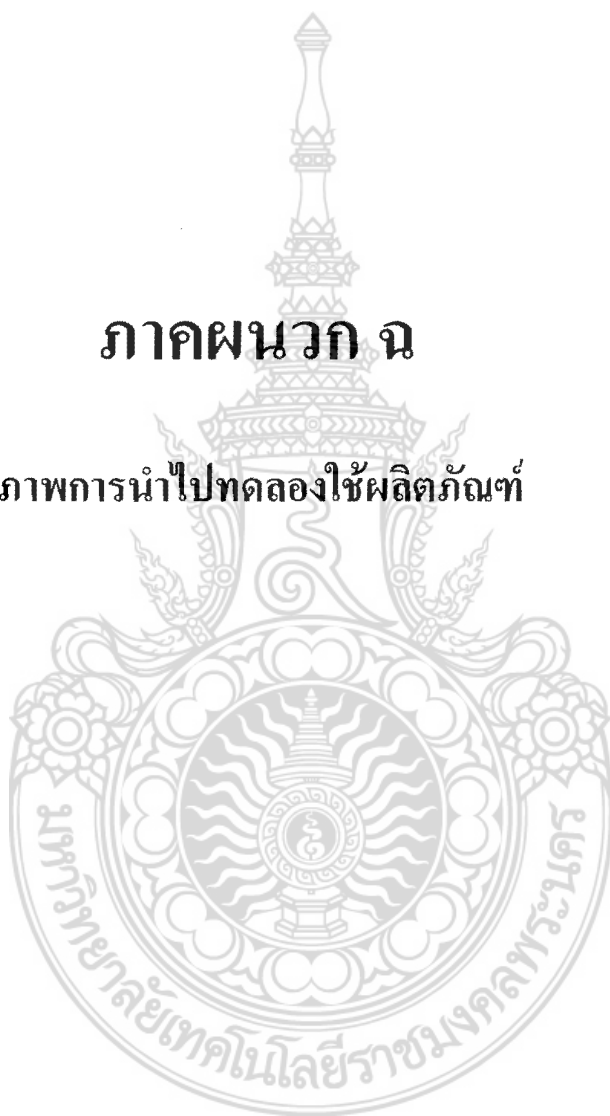 ภาคผนวก ฉ
ภาพการนำไปทดลองใช้ผลิตภัณฑ์
มหาวิทยาลัยเทคโนโลยีราชมงคลพระนคร